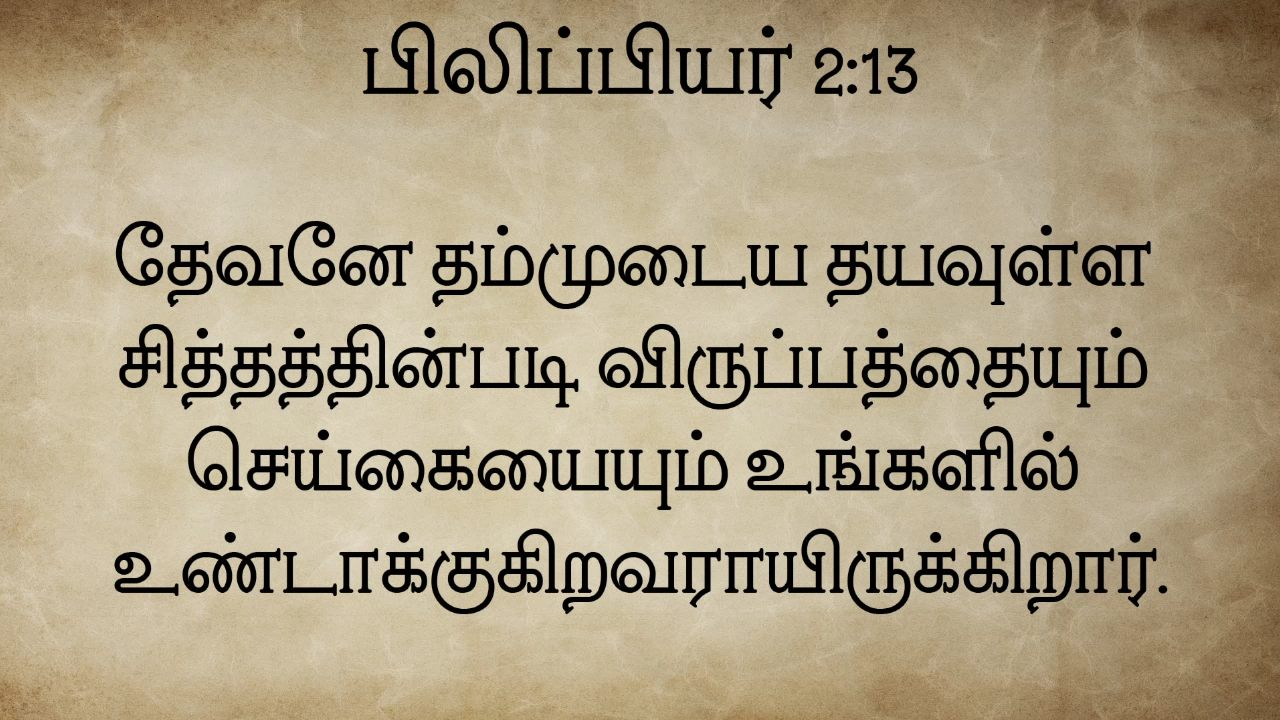 பிலிப்பியர் 2:13
தேவனே தம்முடைய தயவுள்ள
சித்தத்தின்படி விருப்பத்தையும்
செய்கையையும் உங்களில்
உண்டாக்குகிறவராயிருக்கிறார்.